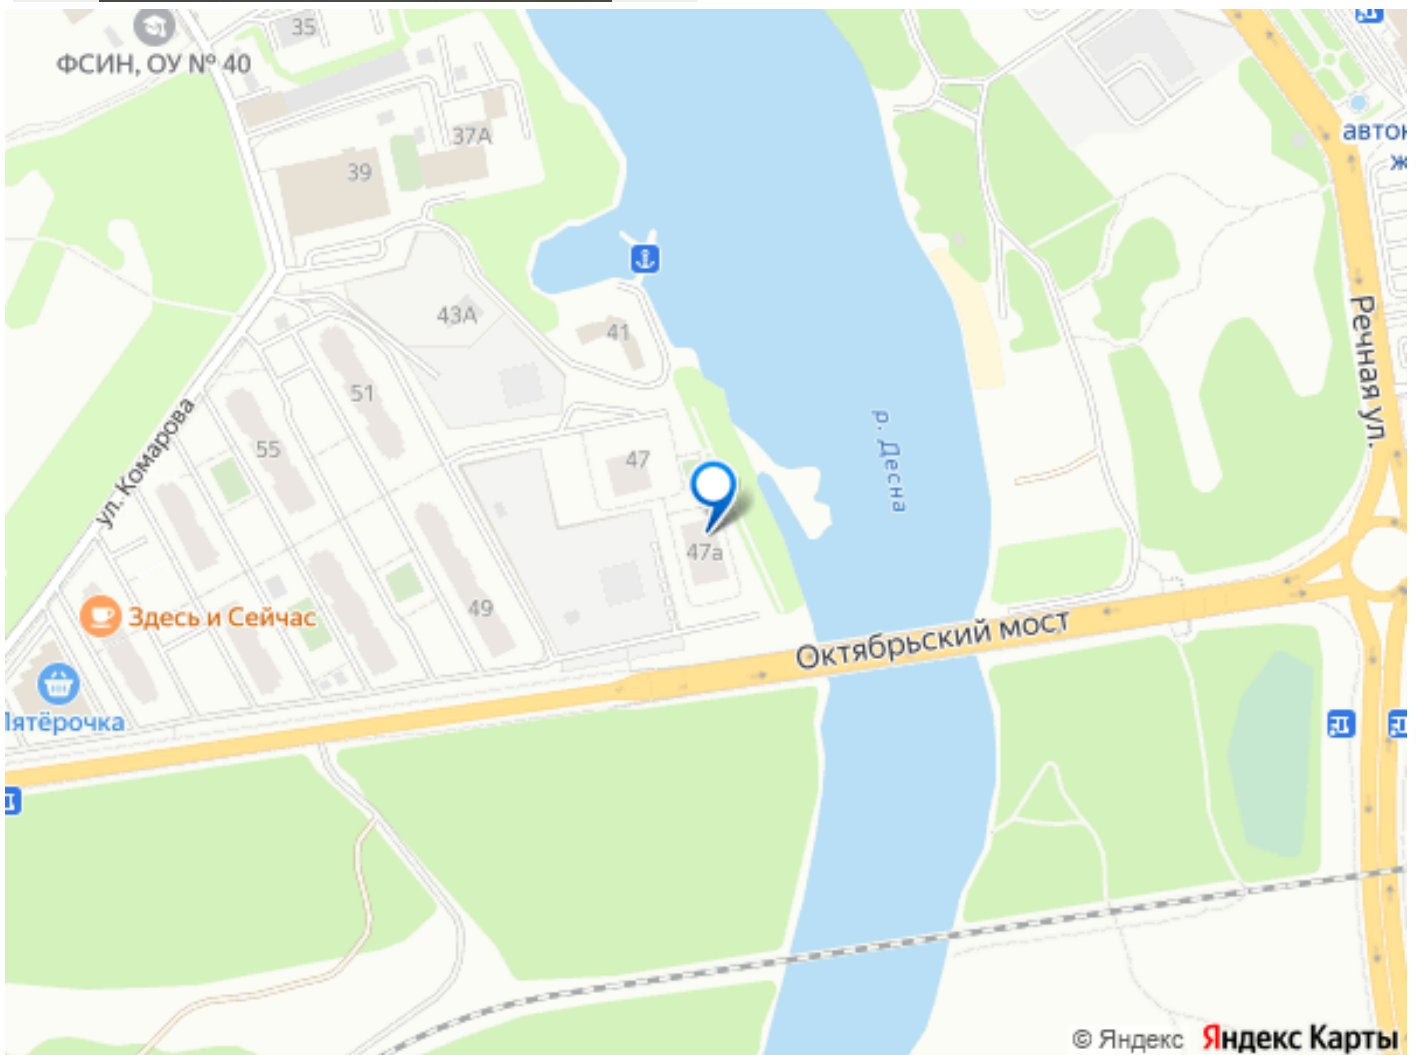 35
ФСИН, ОУ № 40
37А
39
автон
ж
43А
41
Речная ул.
51
ул. Комарова
55
47
р. Десна
47а
49
Здесь и Сейчас
Октябрьский мост
Пятёрочка
© Яндекс Яндекс Карты